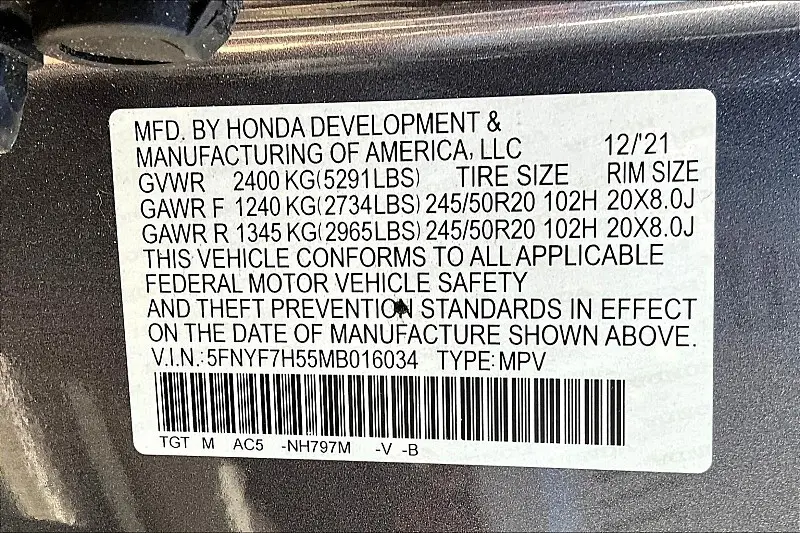 MFD. BY HONDA DEVELOPMENT &
MANUFACTURING OF AMERICA, LLC 12/'21
GVWR 2400 KG(5291LBS) TIRE SIZE RIM SIZE
GAWR F 1240 KG(2734LBS) 245/50R20 102H 20X8.0J
GAWR R 1345 KG(2965LBS) 245/50R20 102H 20X8.0J
THIS VEHICLE CONFORMS TO ALL APPLICABLE
FEDERAL MOTOR VEHICLE SAFETY
AND THEFT PREVENTION STANDARDS IN EFFECT
ON THE DATE OF MANUFACTURE SHOWN ABOVE.
V.I.N.:5FNYF7H55MB016034 TYPE:MPV
TGT M AC5 -NH797M -V -B